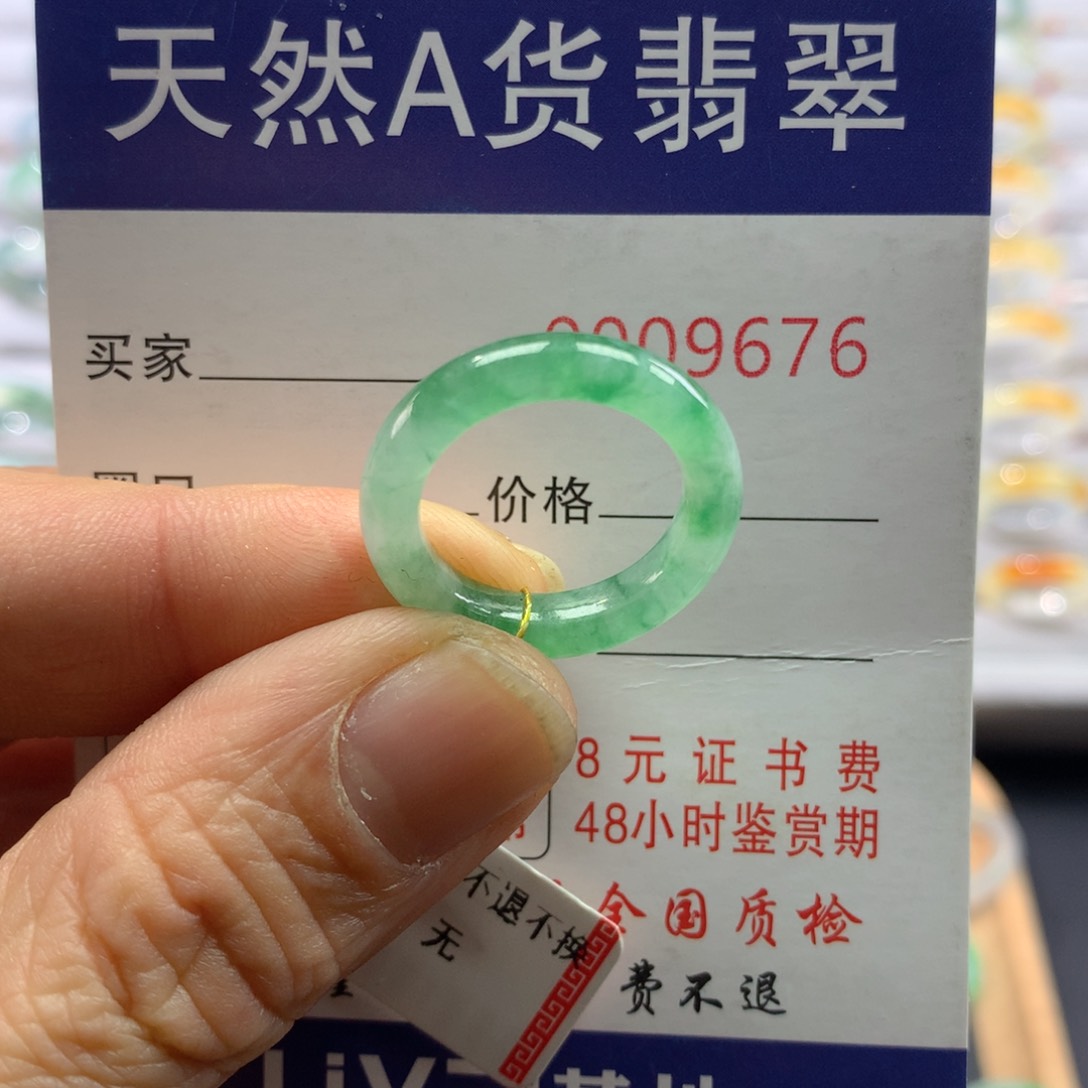 天然A货翡翠
9676
买家
价格
8元证书费
48小时鉴赏期
全国质检
不退不换
无
费不退